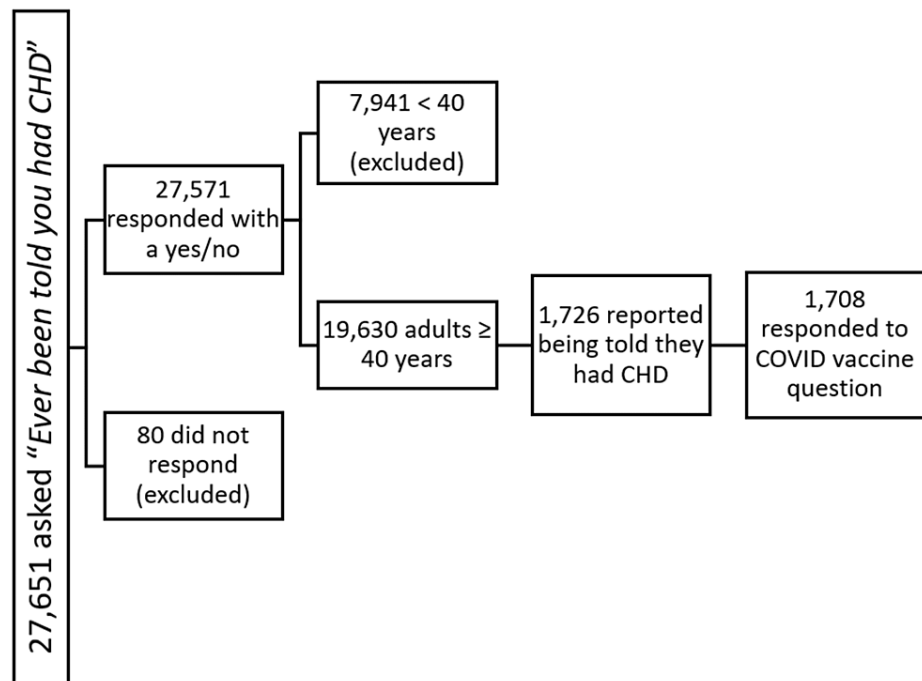 27,651 asked “Ever been told you had CHD”
27,571
responded with
a yes/no
80 did not
respond
(excluded)
7,941 < 40
years
(excluded)
19,630 adults ≥
40 years
1,726 reported
being told they
had CHD
1,708
responded to
COVID vaccine
question